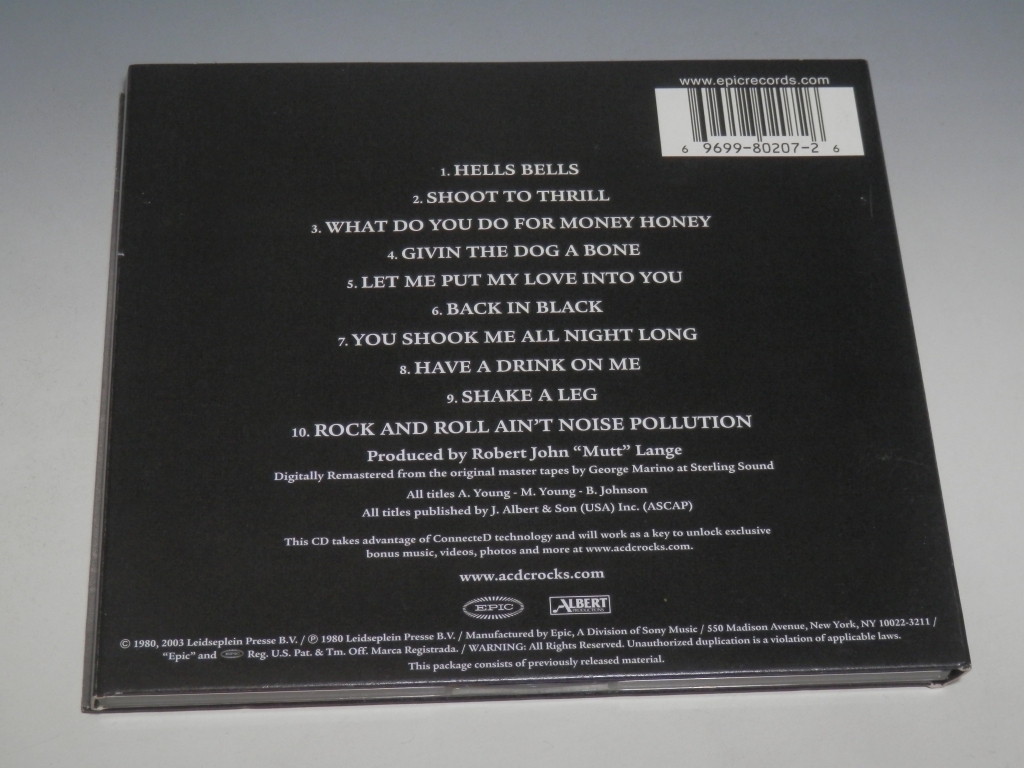 www.epicrecords.com
6 9699-80207-2 6
1. HELLS BELLS
2. SHOOT TO THRILL
3. WHAT DO YOU DO FOR MONEY HONEY
4. GIVIN THE DOG A BONE
5. LET ME PUT MY LOVE INTO YOU
6. BACK IN BLACK
7. YOU SHOOK ME ALL NIGHT LONG
8. HAVE A DRINK ON ME
9. SHAKE A LEG
10. ROCK AND ROLL AIN'T NOISE POLLUTION
Produced by Robert John “Mutt” Lange
Digitally Remastered from the original master tapes by George Marino at Sterling Sound
All titles A. Young - M. Young - B. Johnson
All titles published by J. Albert & Son (USA) Inc. (ASCAP)
This CD takes advantage of ConnecteD technology and will work as a key to unlock exclusive
bonus music, videos, photos and more at www.acdcrocks.com.
www.acdcrocks.com
EPIC ALBERT
PRODUCTIONS
© 1980, 2003 Leidseplein Presse B.V. / ℗ 1980 Leidseplein Presse B.V. / Manufactured by Epic, A Division of Sony Music / 550 Madison Avenue, New York, NY 10022-3211 /
“Epic” and EPIC Reg. U.S. Pat. & Tm. Off. Marca Registrada. / WARNING: All Rights Reserved. Unauthorized duplication is a violation of applicable laws.
This package consists of previously released material.